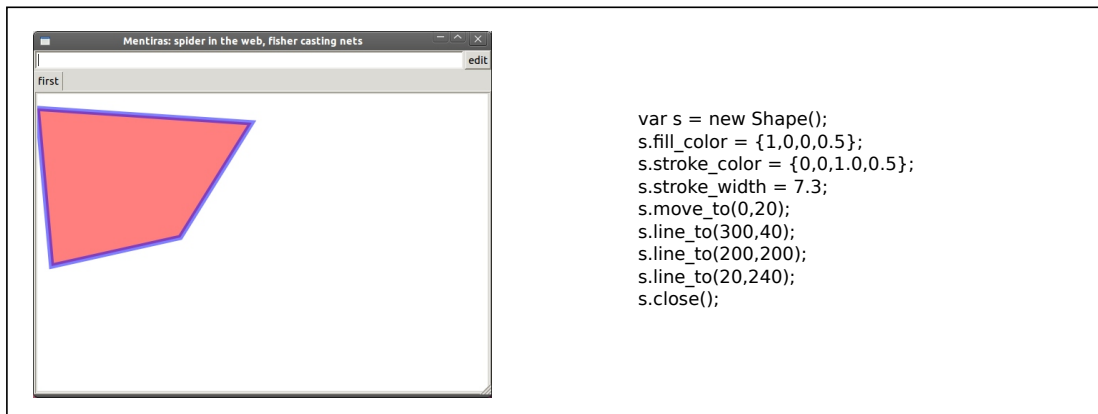 Mentiras: spider in the web, fisher casting nets
edit
first
var s = new Shape();
s.fill_color = {1,0,0,0.5};
s.stroke_color = {0,0,1.0,0.5};
s.stroke_width = 7.3;
s.move_to(0,20);
s.line_to(300,40);
s.line_to(200,200);
s.line_to(20,240);
s.close();